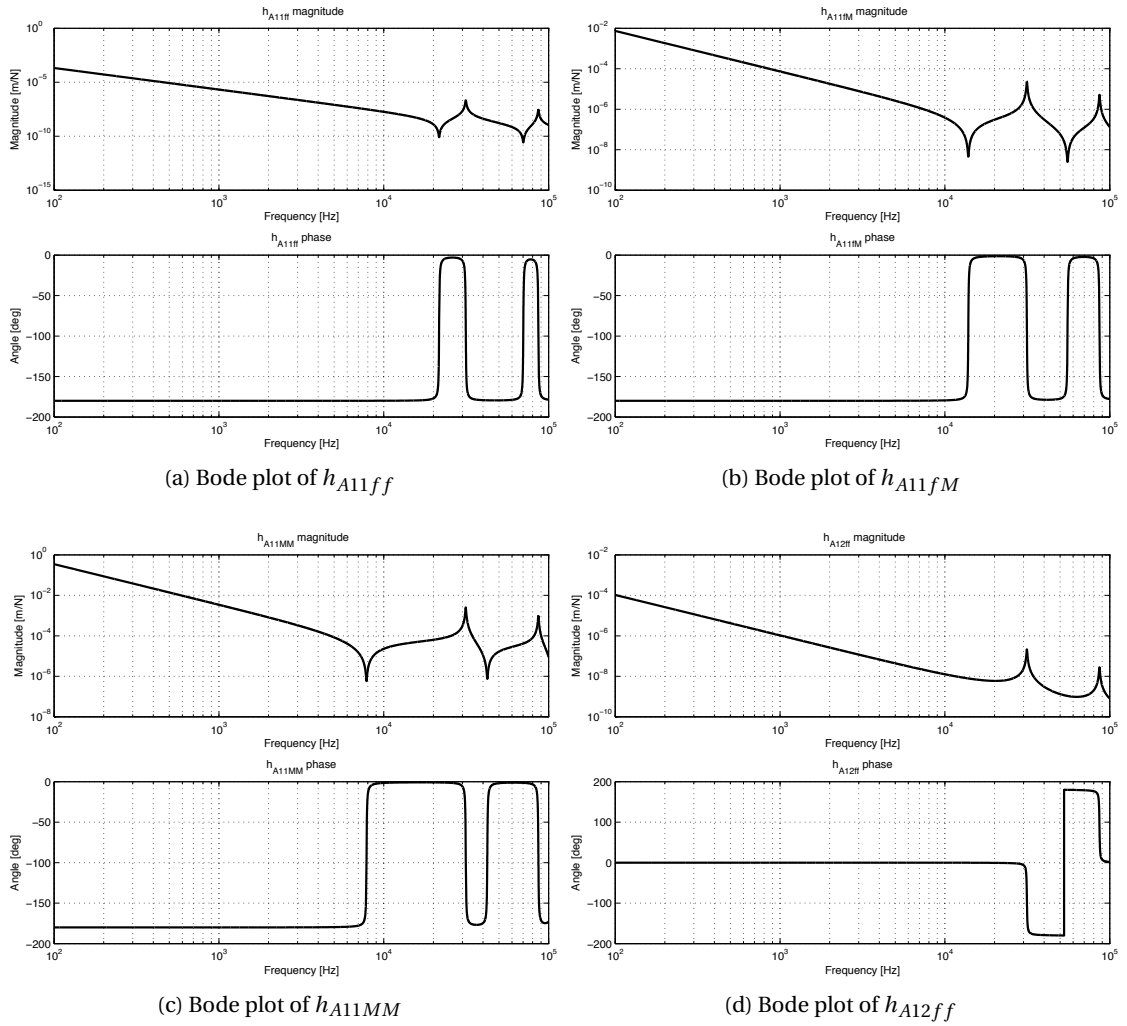 h_A11ff magnitude
10^0
10^-5
10^-10
10^-15
Magnitude [m/N]
10^2 10^3 10^4 10^5
Frequency [Hz]
h_A11ff phase
0
−50
−100
−150
−200
Angle [deg]
10^2 10^3 10^4 10^5
Frequency [Hz]
(a) Bode plot of h_A11ff
h_A11fM magnitude
10^-2
10^-4
10^-6
10^-8
10^-10
Magnitude [m/N]
10^2 10^3 10^4 10^5
Frequency [Hz]
h_A11fM phase
0
−50
−100
−150
−200
Angle [deg]
10^2 10^3 10^4 10^5
Frequency [Hz]
(b) Bode plot of h_A11fM
h_A11MM magnitude
10^0
10^-2
10^-4
10^-6
10^-8
Magnitude [m/N]
10^2 10^3 10^4 10^5
Frequency [Hz]
h_A11MM phase
0
−50
−100
−150
−200
Angle [deg]
10^2 10^3 10^4 10^5
Frequency [Hz]
(c) Bode plot of h_A11MM
h_A12ff magnitude
10^-2
10^-4
10^-6
10^-8
10^-10
Magnitude [m/N]
10^2 10^3 10^4 10^5
Frequency [Hz]
h_A12ff phase
200
100
0
−100
−200
Angle [deg]
10^2 10^3 10^4 10^5
Frequency [Hz]
(d) Bode plot of h_A12ff